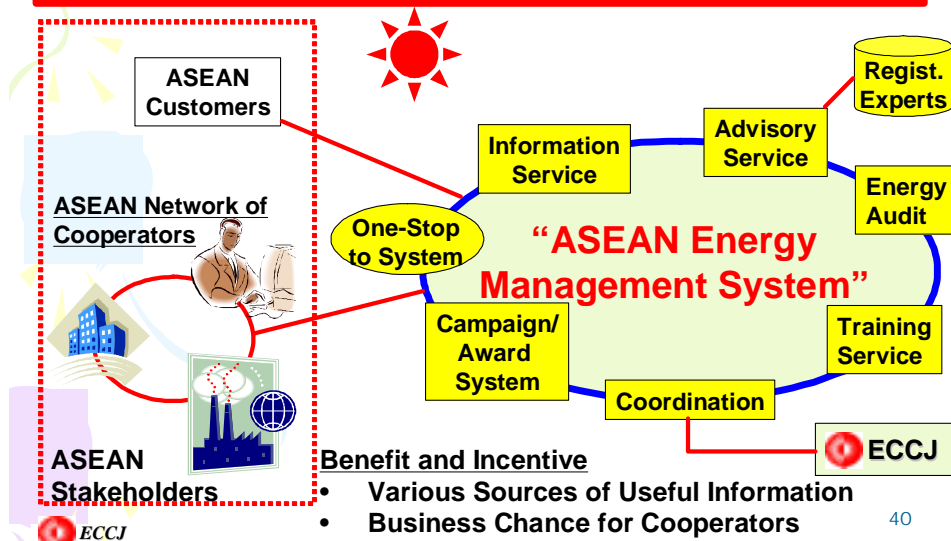 ASEAN
Customers
ASEAN Network of
Cooperators
ASEAN
Stakeholders
One-Stop
to System
Information
Service
Advisory
Service
Regist.
Experts
Energy
Audit
“ASEAN Energy
Management System”
Campaign/
Award
System
Training
Service
Coordination
ECCJ
Benefit and Incentive
• Various Sources of Useful Information
• Business Chance for Cooperators
ECCJ
40